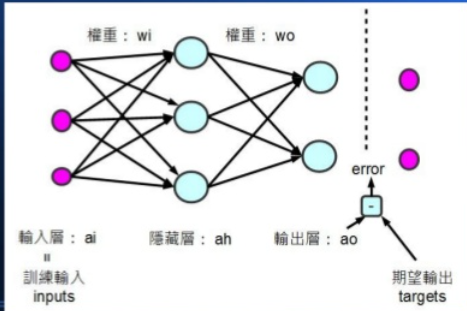 權重： wi
權重： wo
error
-
輸入層： ai
隱藏層： ah
輸出層： ao
=
訓練輸入
inputs
期望輸出
targets